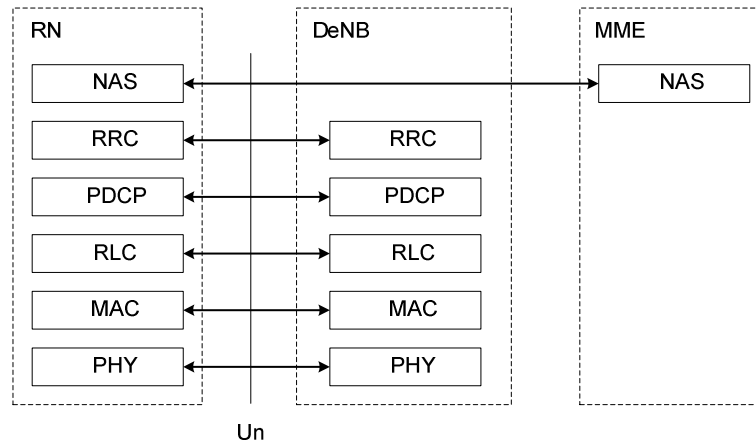 RN DeNB MME
NAS NAS
RRC RRC
PDCP PDCP
RLC RLC
MAC MAC
PHY PHY
Un